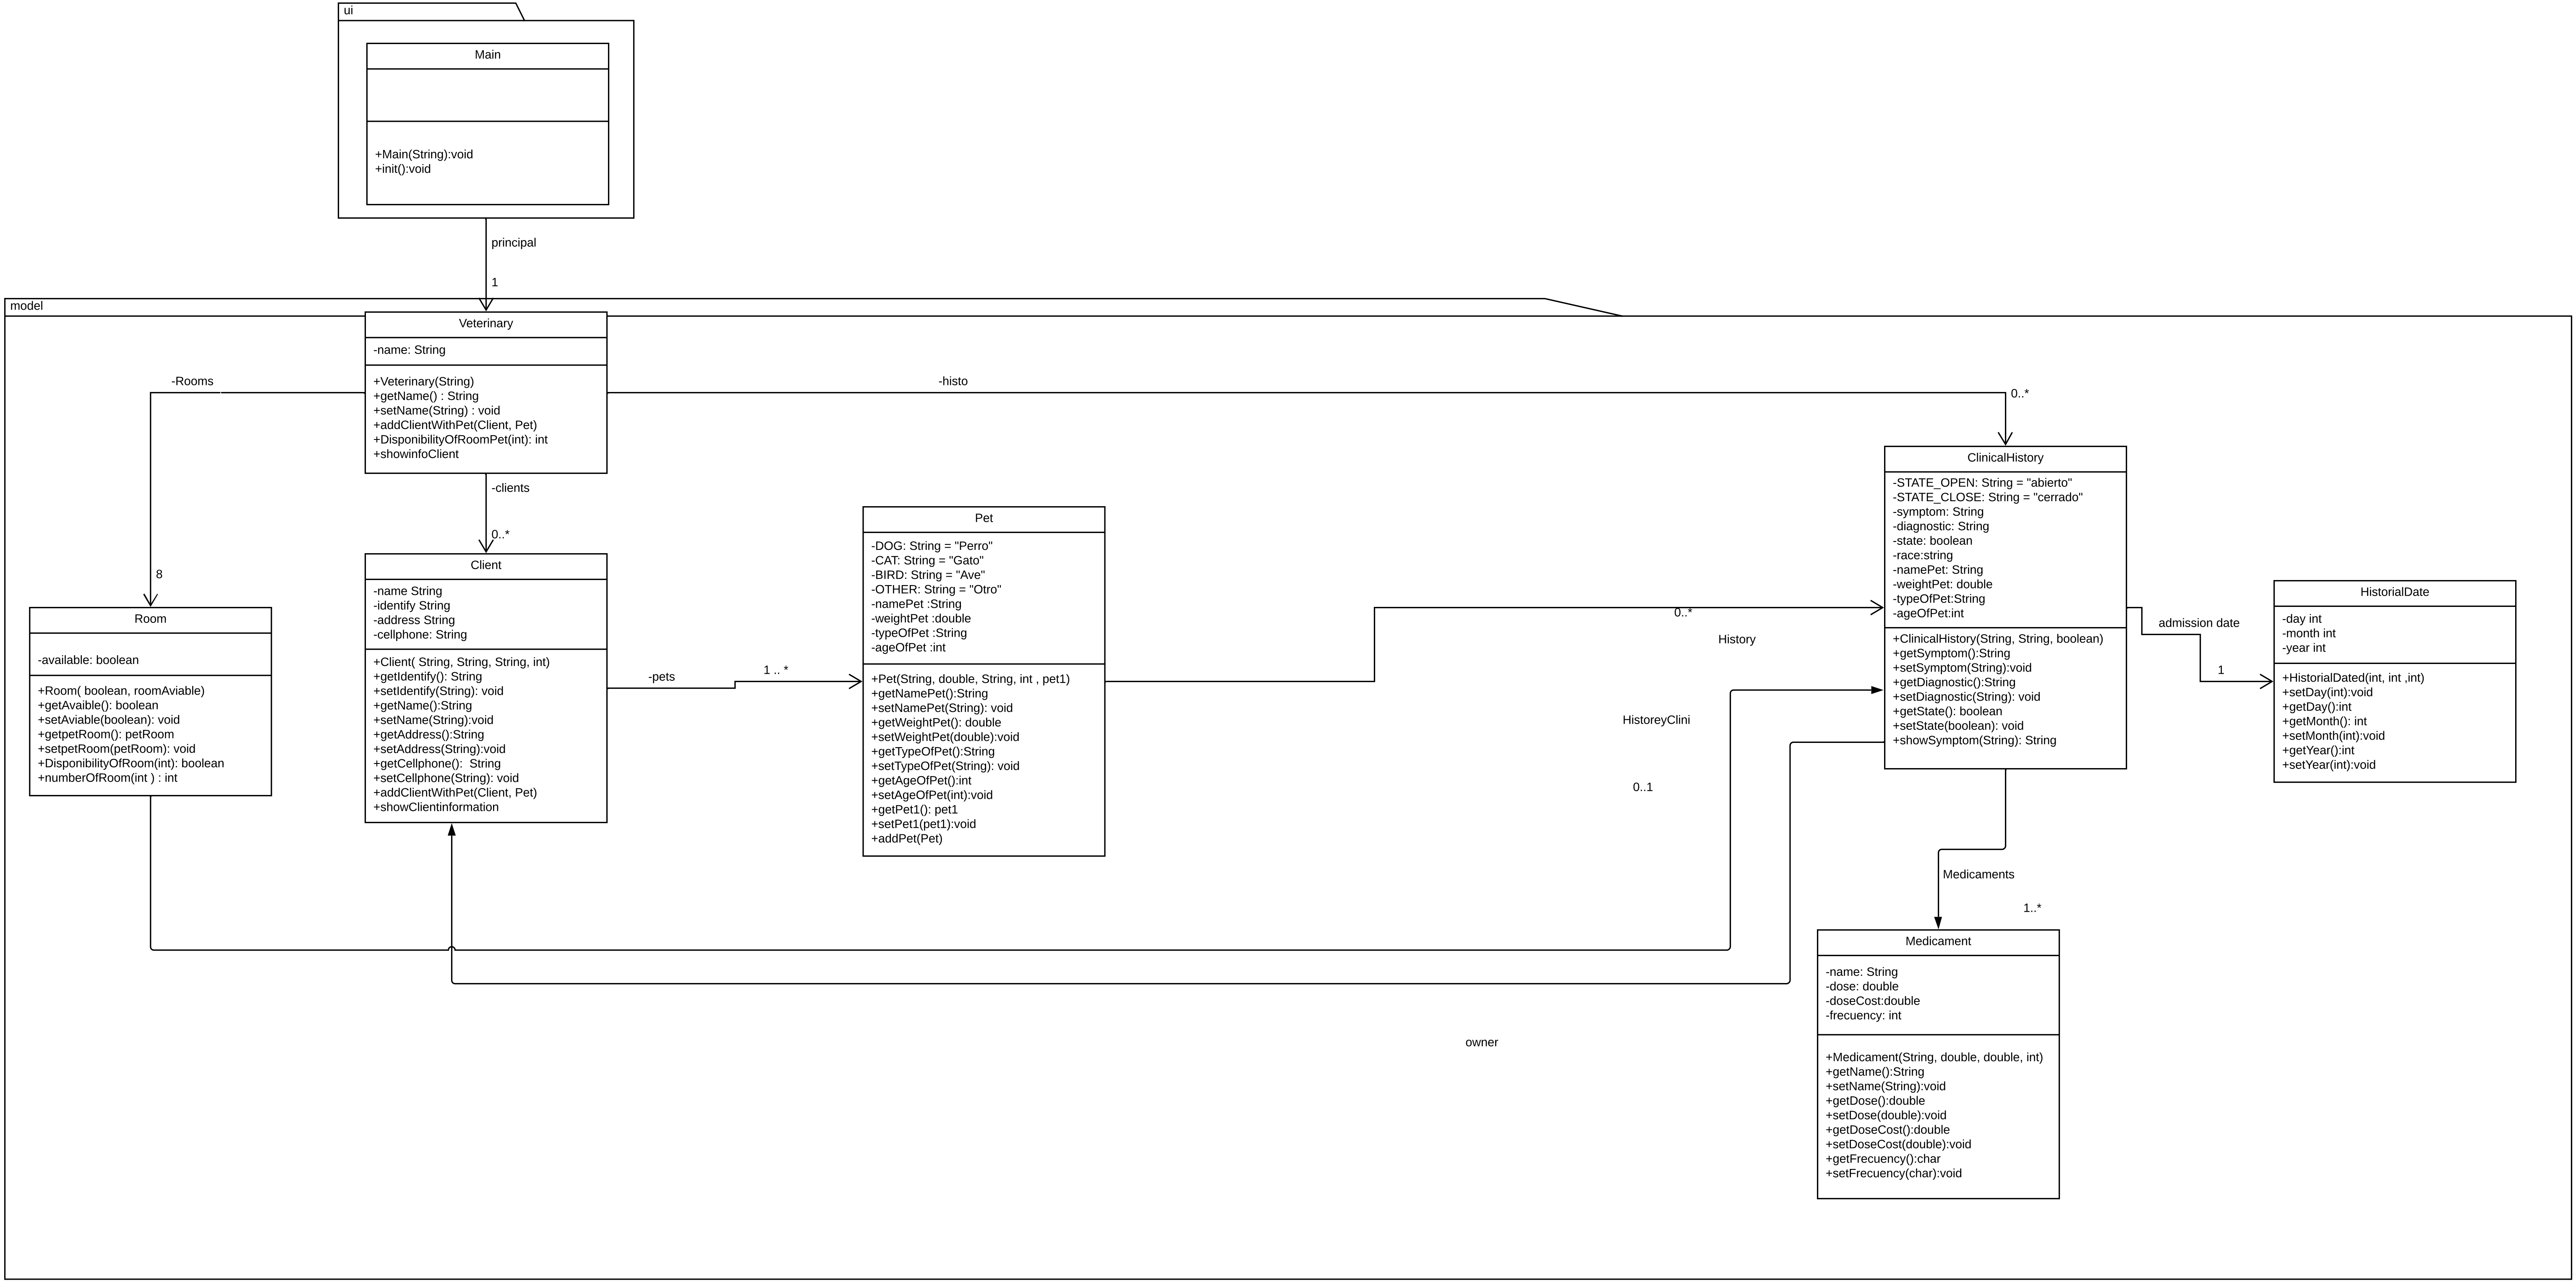 ui
Main
+Main(String):void
+init():void
principal
1
model
Veterinary
-name: String
+Veterinary(String)
+getName() : String
+setName(String) : void
+addClientWithPet(Client, Pet)
+DisponibilityOfRoomPet(int): int
+showinfoClient
-Rooms
8
-histo
0..*
-clients
0..*
Room
-available: boolean
+Room( boolean, roomAviable)
+getAvaible(): boolean
+setAviable(boolean): void
+getpetRoom(): petRoom
+setpetRoom(petRoom): void
+DisponibilityOfRoom(int): boolean
+numberOfRoom(int ) : int
Client
-name String
-identify String
-address String
-cellphone: String
+Client( String, String, String, int)
+getIdentify(): String
+setIdentify(String): void
+getName():String
+setName(String):void
+getAddress():String
+setAddress(String):void
+getCellphone():  String
+setCellphone(String): void
+addClientWithPet(Client, Pet)
+showClientinformation
-pets
1 .. *
Pet
-DOG: String = "Perro"
-CAT: String = "Gato"
-BIRD: String = "Ave"
-OTHER: String = "Otro"
-namePet :String
-weightPet :double
-typeOfPet :String
-ageOfPet :int
+Pet(String, double, String, int , pet1)
+getNamePet():String
+setNamePet(String): void
+getWeightPet(): double
+setWeightPet(double):void
+getTypeOfPet():String
+setTypeOfPet(String): void
+getAgeOfPet():int
+setAgeOfPet(int):void
+getPet1(): pet1
+setPet1(pet1):void
+addPet(Pet)
0..*
History
HistoreyClini
0..1
owner
ClinicalHistory
-STATE_OPEN: String = "abierto"
-STATE_CLOSE: String = "cerrado"
-symptom: String
-diagnostic: String
-state: boolean
-race:string
-namePet: String
-weightPet: double
-typeOfPet:String
-ageOfPet:int
+ClinicalHistory(String, String, boolean)
+getSymptom():String
+setSymptom(String):void
+getDiagnostic():String
+setDiagnostic(String): void
+getState(): boolean
+setState(boolean): void
+showSymptom(String): String
admission date
1
HistorialDate
-day int
-month int
-year int
+HistorialDated(int, int ,int)
+setDay(int):void
+getDay():int
+getMonth(): int
+setMonth(int):void
+getYear():int
+setYear(int):void
Medicaments
1..*
Medicament
-name: String
-dose: double
-doseCost:double
-frecuency: int
+Medicament(String, double, double, int)
+getName():String
+setName(String):void
+getDose():double
+setDose(double):void
+getDoseCost():double
+setDoseCost(double):void
+getFrecuency():char
+setFrecuency(char):void